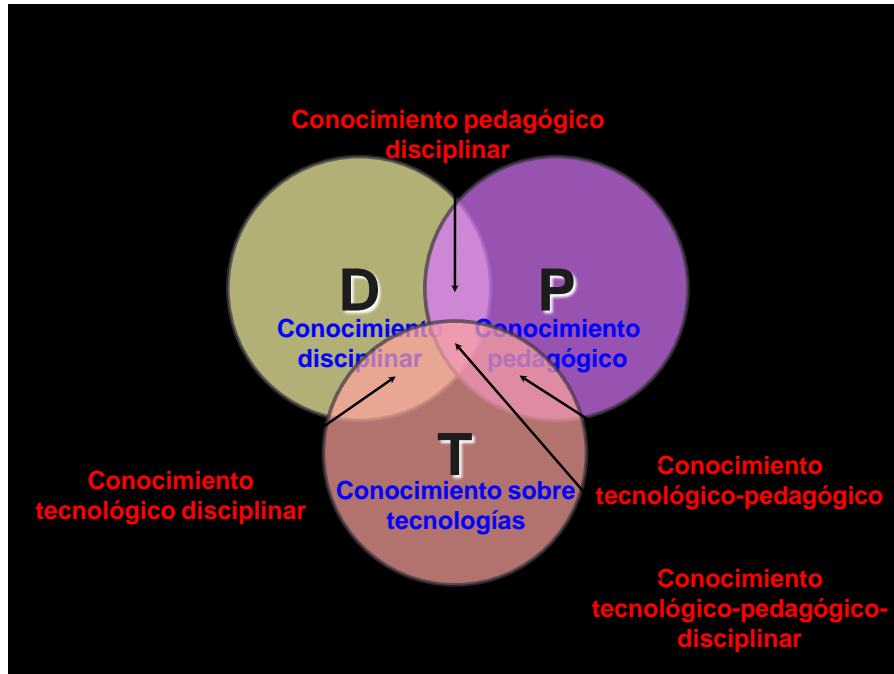 Conocimiento pedagógico
disciplinar
D
Conocimiento
disciplinar
P
Conocimiento
pedagógico
T
Conocimiento sobre
tecnologías
Conocimiento
tecnológico disciplinar
Conocimiento
tecnológico-pedagógico
Conocimiento
tecnológico-pedagógico-
disciplinar